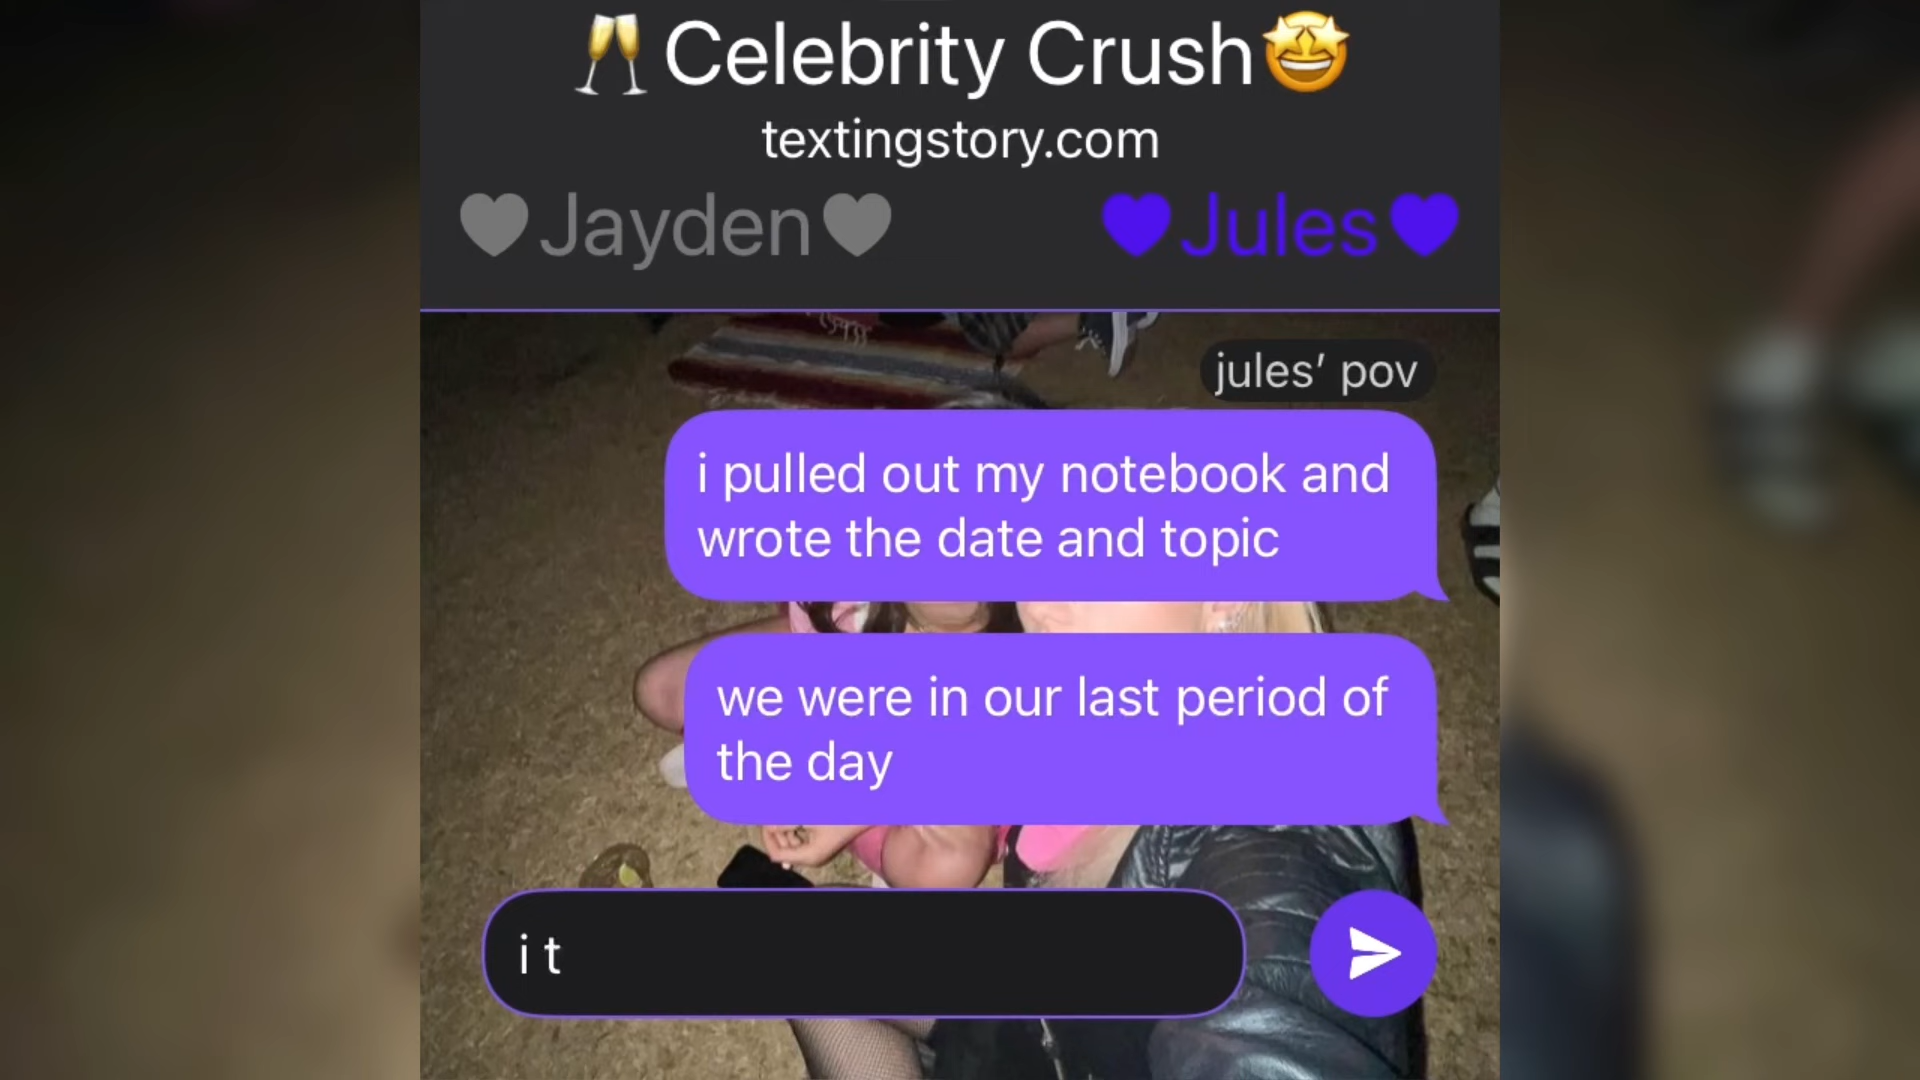 🥂Celebrity Crush🤩
textingstory.com
🩶Jayden🩶 💜Jules💜
jules’ pov
i pulled out my notebook and
wrote the date and topic
we were in our last period of
the day
i t